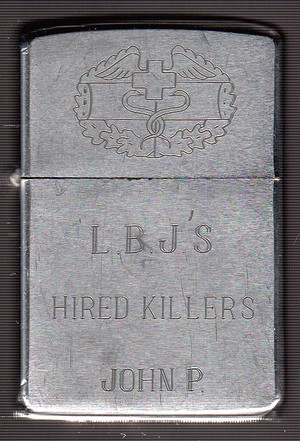 L.B.J'S
HIRED KILLERS
JOHN P.